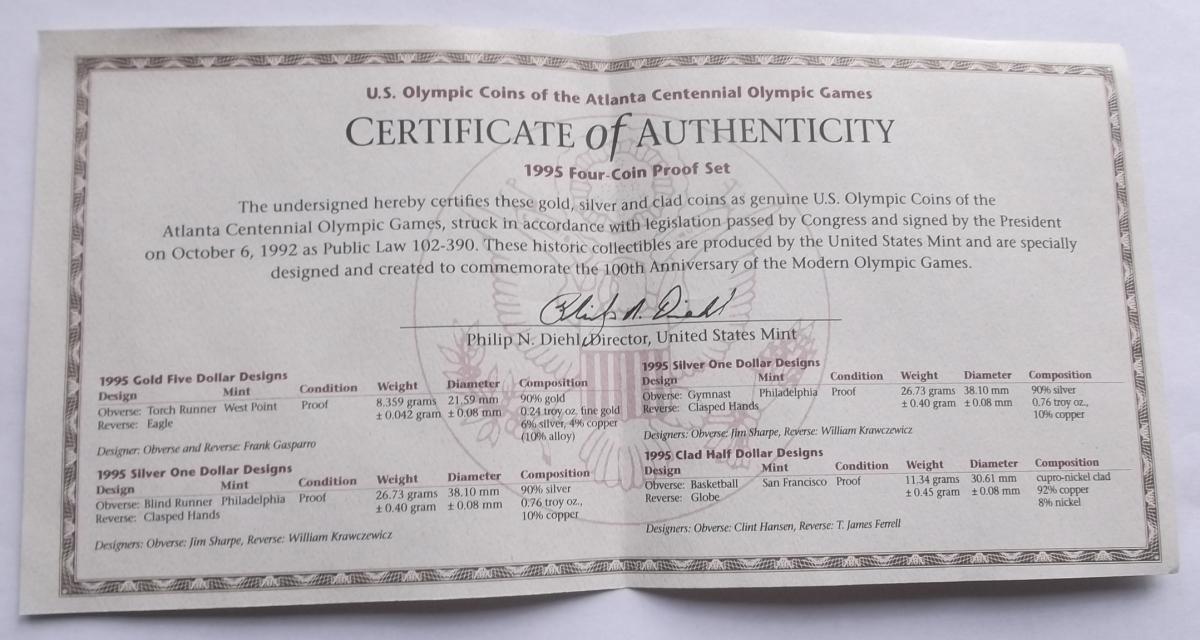 U.S. Olympic Coins of the Atlanta Centennial Olympic Games
CERTIFICATE of AUTHENTICITY
1995 Four-Coin Proof Set
The undersigned hereby certifies these gold, silver and clad coins as genuine U.S. Olympic Coins of the
Atlanta Centennial Olympic Games, struck in accordance with legislation passed by Congress and signed by the President
on October 6, 1992 as Public Law 102-390. These historic collectibles are produced by the United States Mint and are specially
designed and created to commemorate the 100th Anniversary of the Modern Olympic Games.
Philip N. Diehl
Philip N. Diehl, Director, United States Mint
1995 Gold Five Dollar Designs
Design Mint Condition Weight Diameter Composition
Obverse: Torch Runner West Point Proof 8.359 grams 21.59 mm 90% gold
Reverse: Eagle ± 0.042 gram ± 0.08 mm 0.24 troy oz. fine gold
6% silver, 4% copper
(10% alloy)
Designer: Obverse and Reverse: Frank Gasparro
1995 Silver One Dollar Designs
Design Mint Condition Weight Diameter Composition
Obverse: Blind Runner Philadelphia Proof 26.73 grams 38.10 mm 90% silver
Reverse: Clasped Hands ± 0.40 gram ± 0.08 mm 0.76 troy oz.,
10% copper
Designers: Obverse: Jim Sharpe, Reverse: William Krawczewicz
1995 Silver One Dollar Designs
Design Mint Condition Weight Diameter Composition
Obverse: Gymnast Philadelphia Proof 26.73 grams 38.10 mm 90% silver
Reverse: Clasped Hands ± 0.40 gram ± 0.08 mm 0.76 troy oz.,
10% copper
Designers: Obverse: Jim Sharpe, Reverse: William Krawczewicz
1995 Clad Half Dollar Designs
Design Mint Condition Weight Diameter Composition
Obverse: Basketball San Francisco Proof 11.34 grams 30.61 mm cupro-nickel clad
Reverse: Globe ± 0.45 gram ± 0.08 mm 92% copper
8% nickel
Designers: Obverse: Clint Hansen, Reverse: T. James Ferrell